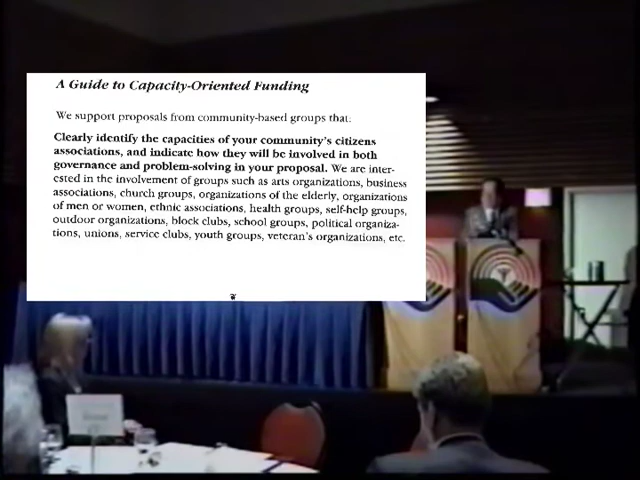 A Guide to Capacity-Oriented Funding
We support proposals from community-based groups that:
Clearly identify the capacities of your community's citizens
associations, and indicate how they will be involved in both
governance and problem-solving in your proposal. We are inter-
ested in the involvement of groups such as arts organizations, business
associations, church groups, organizations of the elderly, organizations
of men or women, ethnic associations, health groups, self-help groups,
outdoor organizations, block clubs, school groups, political organiza-
tions, unions, service clubs, youth groups, veteran's organizations, etc.